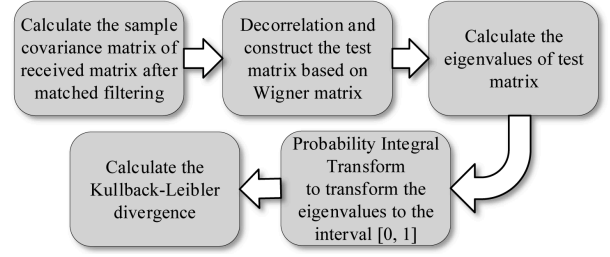 Calculate the sample
covariance matrix of
received matrix after
matched filtering
Decorrelation and
construct the test
matrix based on
Wigner matrix
Calculate the
eigenvalues of test
matrix
Probability Integral
Transform
to transform the
eigenvalues to the
interval [0, 1]
Calculate the
Kullback-Leibler
divergence